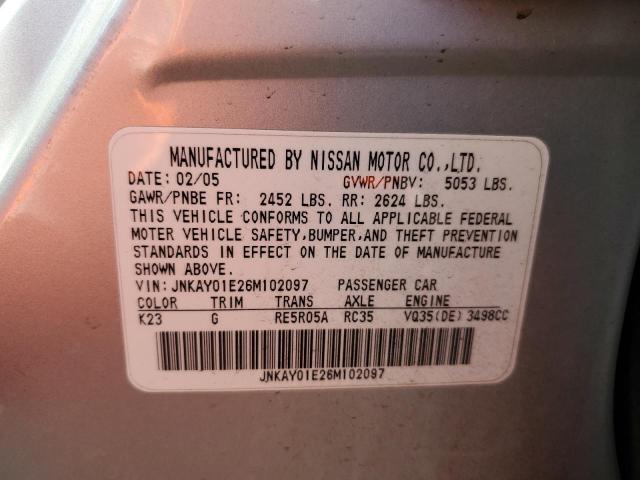 MANUFACTURED BY NISSAN MOTOR CO.,LTD.
DATE: 02/05 GVWR/PNBV: 5053 LBS.
GAWR/PNBE FR: 2452 LBS. RR: 2624 LBS.
THIS VEHICLE CONFORMS TO ALL APPLICABLE FEDERAL
MOTOR VEHICLE SAFETY,BUMPER,AND THEFT PREVENTION
STANDARDS IN EFFECT ON THE DATE OF MANUFACTURE
SHOWN ABOVE.
VIN: JNKAY01E26M102097 PASSENGER CAR
COLOR TRIM TRANS AXLE ENGINE
K23 G RE5R05A RC35 VQ35(DE) 3498CC
JNKAY01E26M102097